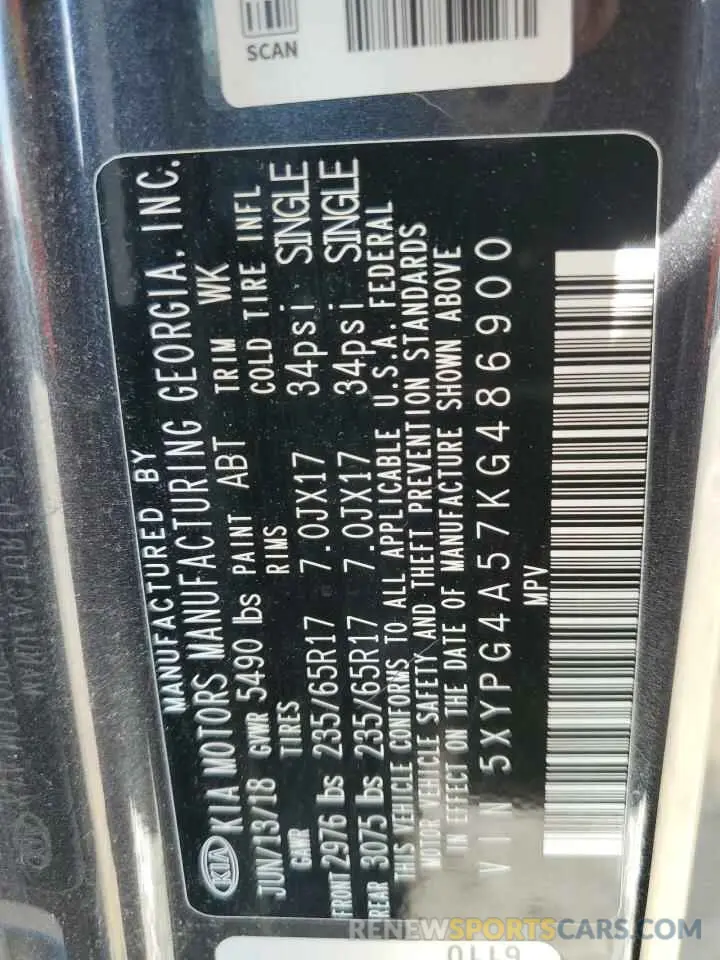 SCAN
MANUFACTURED BY
KIA KIA MOTORS MANUFACTURING GEORGIA, INC.
JUN/13/18 GVWR 5490 lbs PAINT ABT TRIM WK
GAWR TIRES RIMS COLD TIRE INFL
FRONT 2976 lbs 235/65R17 7.0JX17 34psi SINGLE
REAR 3075 lbs 235/65R17 7.0JX17 34psi SINGLE
THIS VEHICLE CONFORMS TO ALL APPLICABLE U.S.A. FEDERAL
MOTOR VEHICLE SAFETY AND THEFT PREVENTION STANDARDS
IN EFFECT ON THE DATE OF MANUFACTURE SHOWN ABOVE
VIN 5XYPG4A57KG486900
MPV
RENEWSPORTSCARS.COM